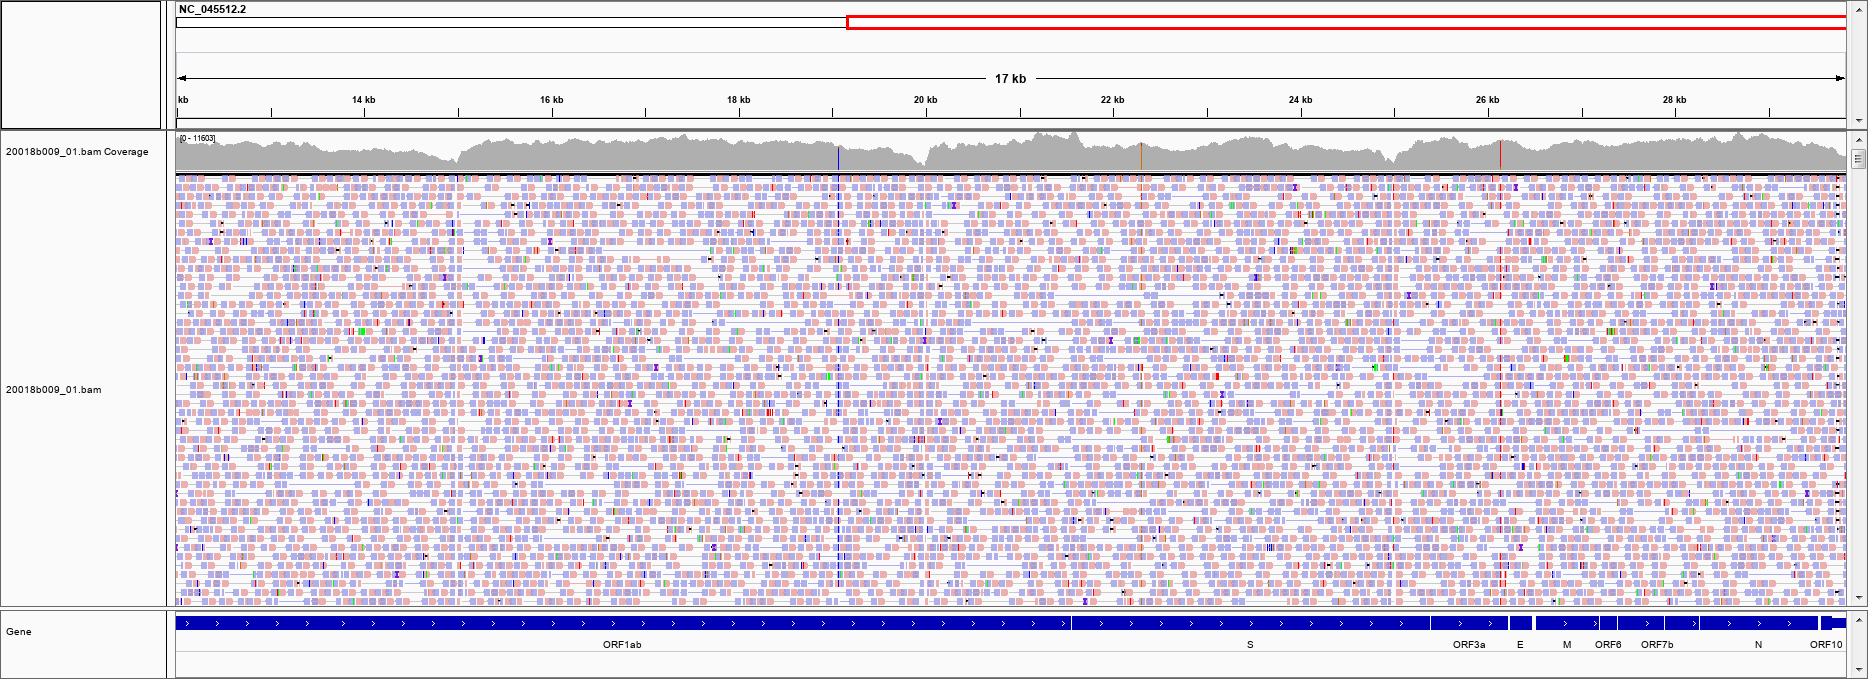 NC_045512.2
17 kb
kb 14 kb 16 kb 18 kb 20 kb 22 kb 24 kb 26 kb 28 kb
[0 - 11603]
20018b009_01.bam Coverage
20018b009_01.bam
Gene
ORF1ab S ORF3a E M ORF6 ORF7b N ORF10